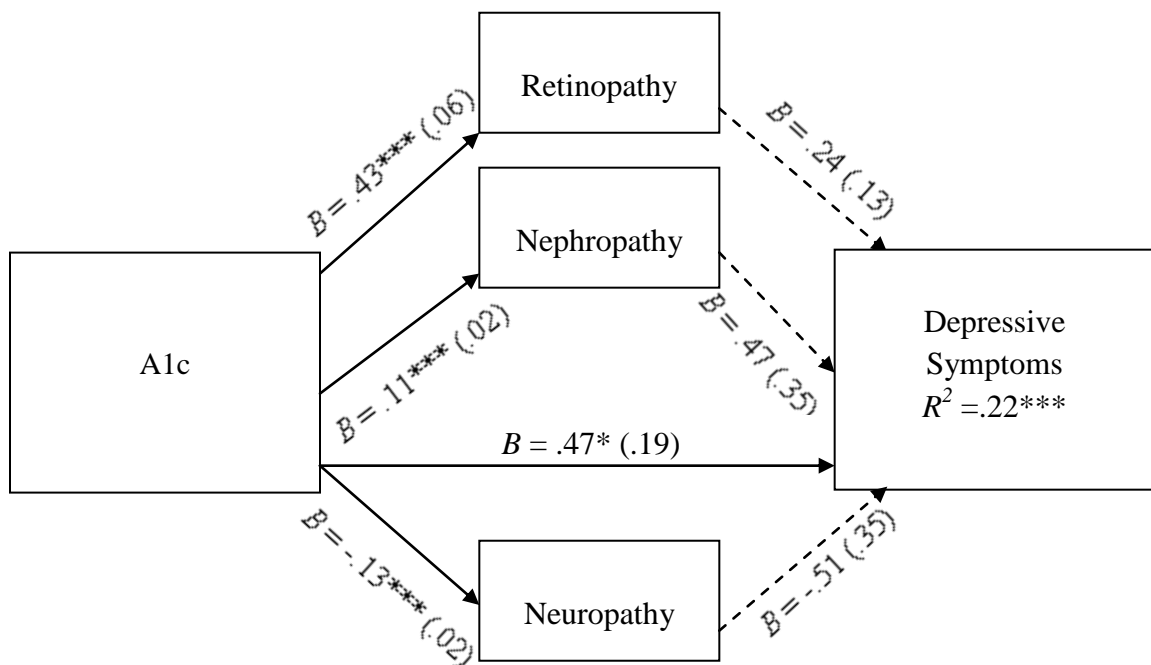 Retinopathy
B = .43*** (.06)
B = .24 (.13)
Nephropathy
B = .11*** (.02)
B = .47 (.35)
A1c
Depressive
Symptoms
R² =.22***
B = .47* (.19)
B = -.13*** (.02)
Neuropathy
B = -.51 (.35)